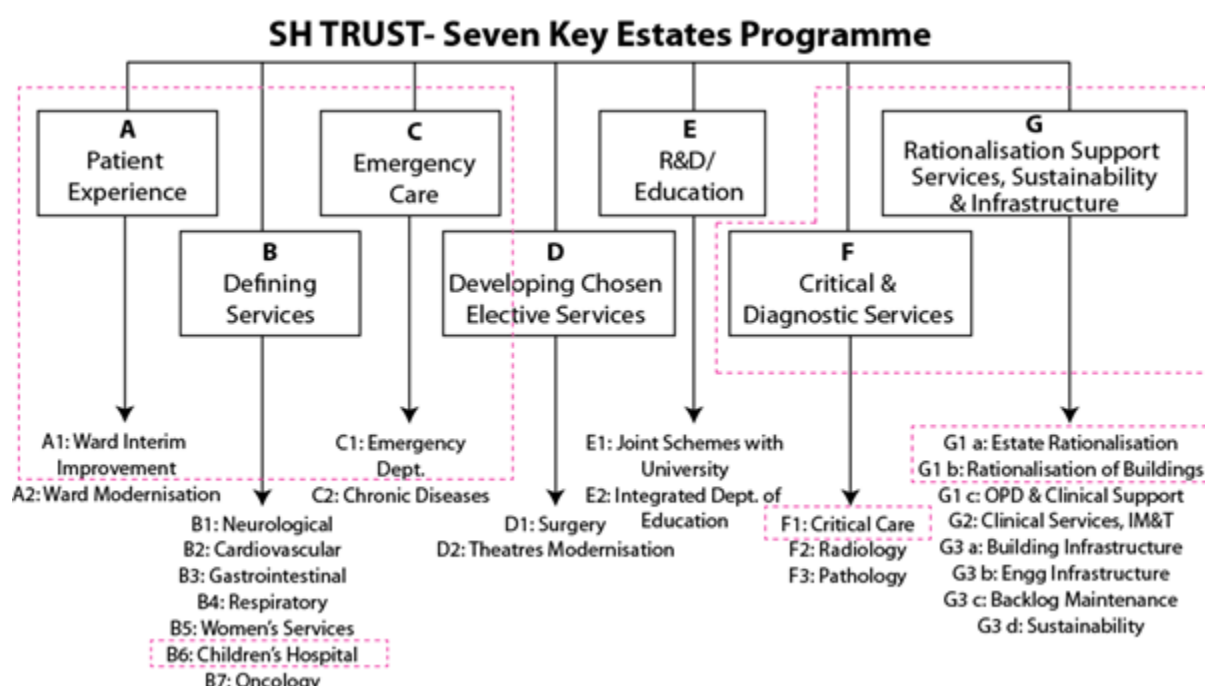 SH TRUST- Seven Key Estates Programme
A
Patient
Experience
B
Defining
Services
C
Emergency
Care
D
Developing Chosen
Elective Services
E
R&D/
Education
F
Critical &
Diagnostic Services
G
Rationalisation Support
Services, Sustainability
& Infrastructure
A1: Ward Interim
Improvement
A2: Ward Modernisation
B1: Neurological
B2: Cardiovascular
B3: Gastrointestinal
B4: Respiratory
B5: Women's Services
B6: Children's Hospital
B7: Oncology
C1: Emergency
Dept.
C2: Chronic Diseases
D1: Surgery
D2: Theatres Modernisation
E1: Joint Schemes with
University
E2: Integrated Dept. of
Education
F1: Critical Care
F2: Radiology
F3: Pathology
G1 a: Estate Rationalisation
G1 b: Rationalisation of Buildings
G1 c: OPD & Clinical Support
G2: Clinical Services, IM&T
G3 a: Building Infrastructure
G3 b: Engg Infrastructure
G3 c: Backlog Maintenance
G3 d: Sustainability